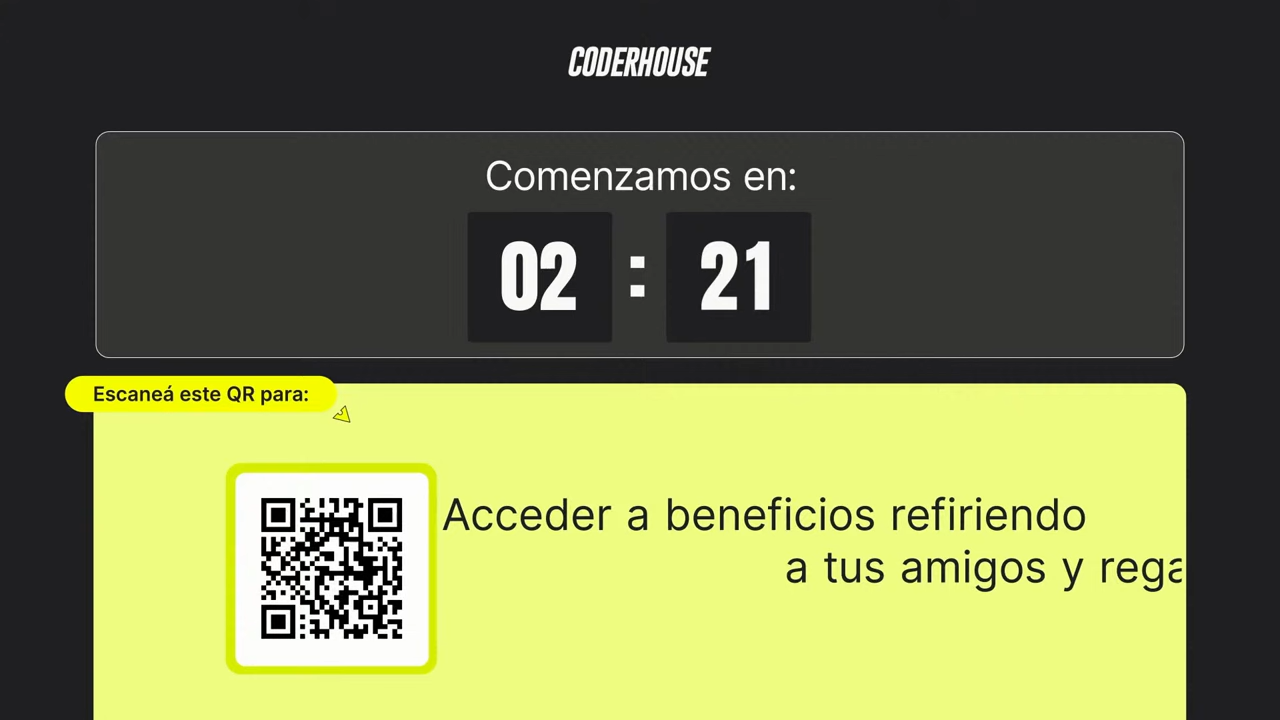 CODERHOUSE
Comenzamos en:
02 : 21
Escaneá este QR para:
Acceder a beneficios refiriendo
a tus amigos y